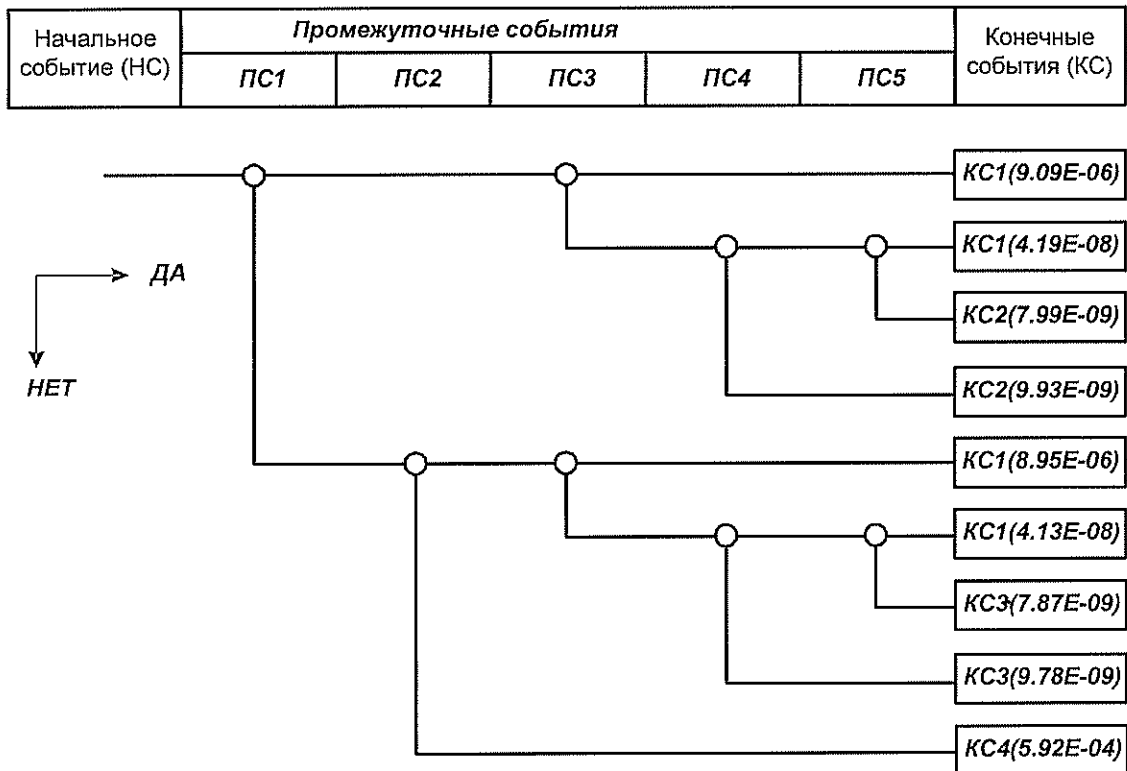 Начальное
событие (НС)
Промежуточные события
ПС1 ПС2 ПС3 ПС4 ПС5
Конечные
события (КС)
КС1(9.09E-06)
КС1(4.19E-08)
ДА
КС2(7.99E-09)
НЕТ
КС2(9.93E-09)
КС1(8.95E-06)
КС1(4.13E-08)
КС3(7.87E-09)
КС3(9.78E-09)
КС4(5.92E-04)